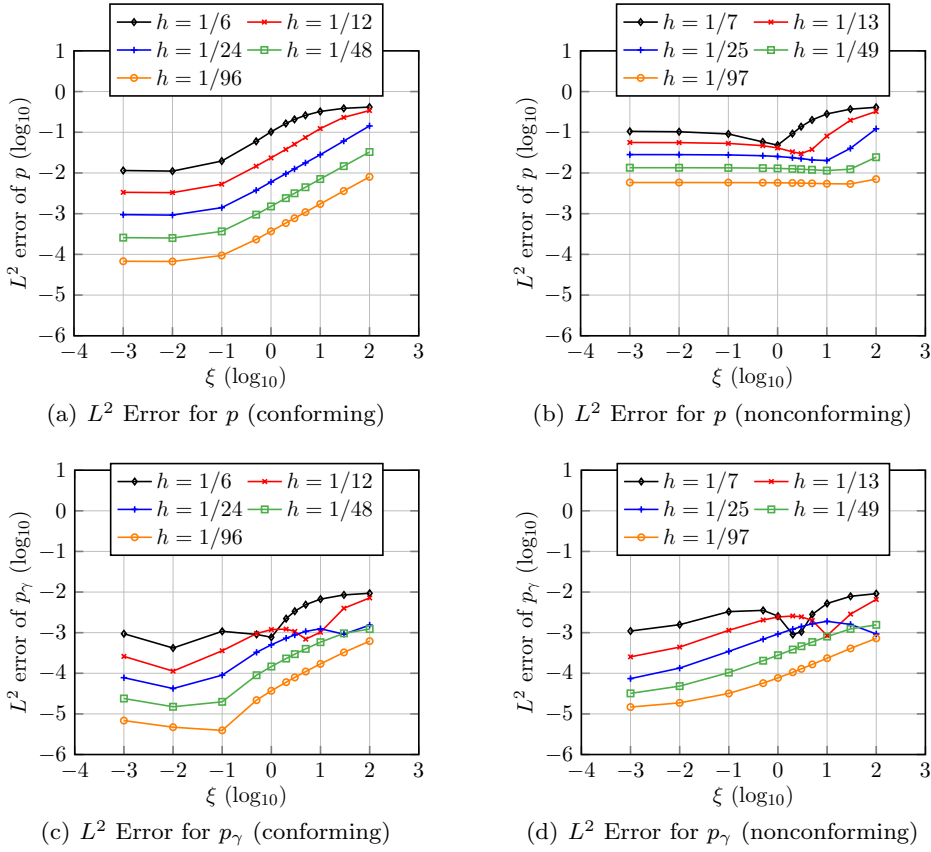 h = 1/6 h = 1/12
h = 1/24 h = 1/48
h = 1/96
1
0
−1
−2
−3
−4
−5
−6
−4 −3 −2 −1 0 1 2 3
L² error of p (log₁₀)
ξ (log₁₀)
(a) L² Error for p (conforming)
h = 1/7 h = 1/13
h = 1/25 h = 1/49
h = 1/97
1
0
−1
−2
−3
−4
−5
−6
−4 −3 −2 −1 0 1 2 3
L² error of p (log₁₀)
ξ (log₁₀)
(b) L² Error for p (nonconforming)
h = 1/6 h = 1/12
h = 1/24 h = 1/48
h = 1/96
1
0
−1
−2
−3
−4
−5
−6
−4 −3 −2 −1 0 1 2 3
L² error of pᵧ (log₁₀)
ξ (log₁₀)
(c) L² Error for pᵧ (conforming)
h = 1/7 h = 1/13
h = 1/25 h = 1/49
h = 1/97
1
0
−1
−2
−3
−4
−5
−6
−4 −3 −2 −1 0 1 2 3
L² error of pᵧ (log₁₀)
ξ (log₁₀)
(d) L² Error for pᵧ (nonconforming)